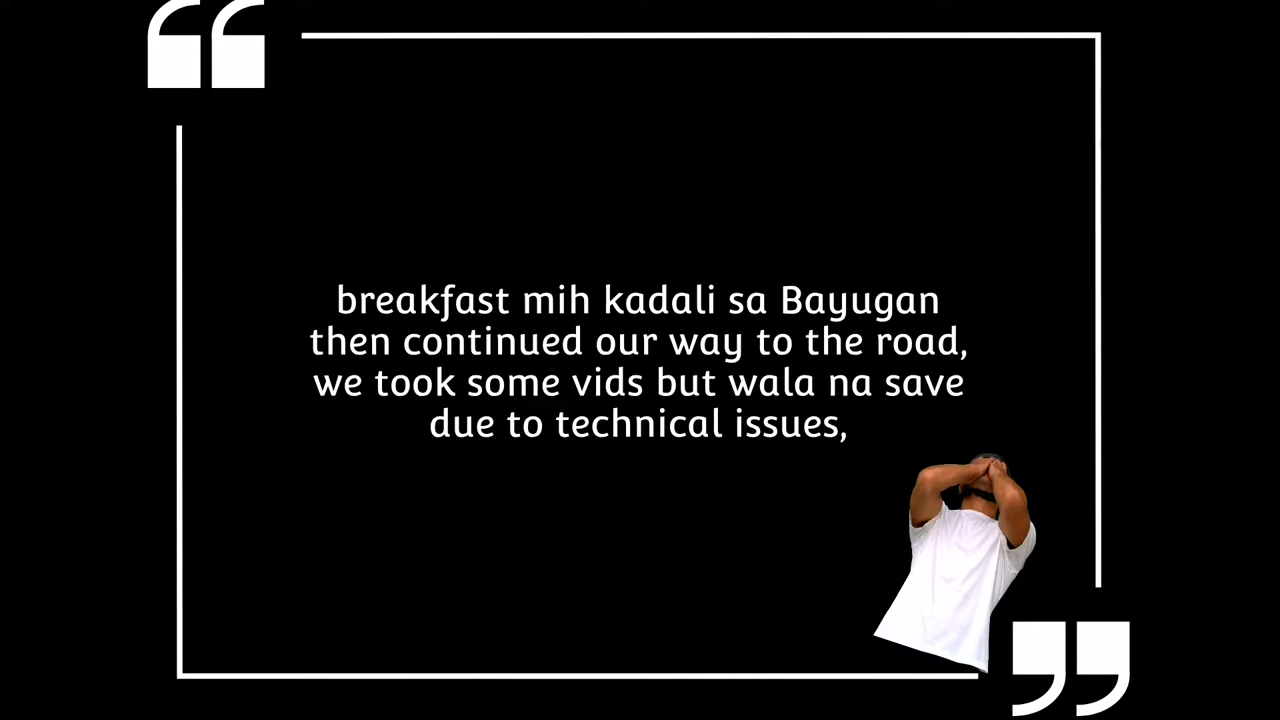 breakfast mih kadali sa Bayugan
then continued our way to the road,
we took some vids but wala na save
due to technical issues,